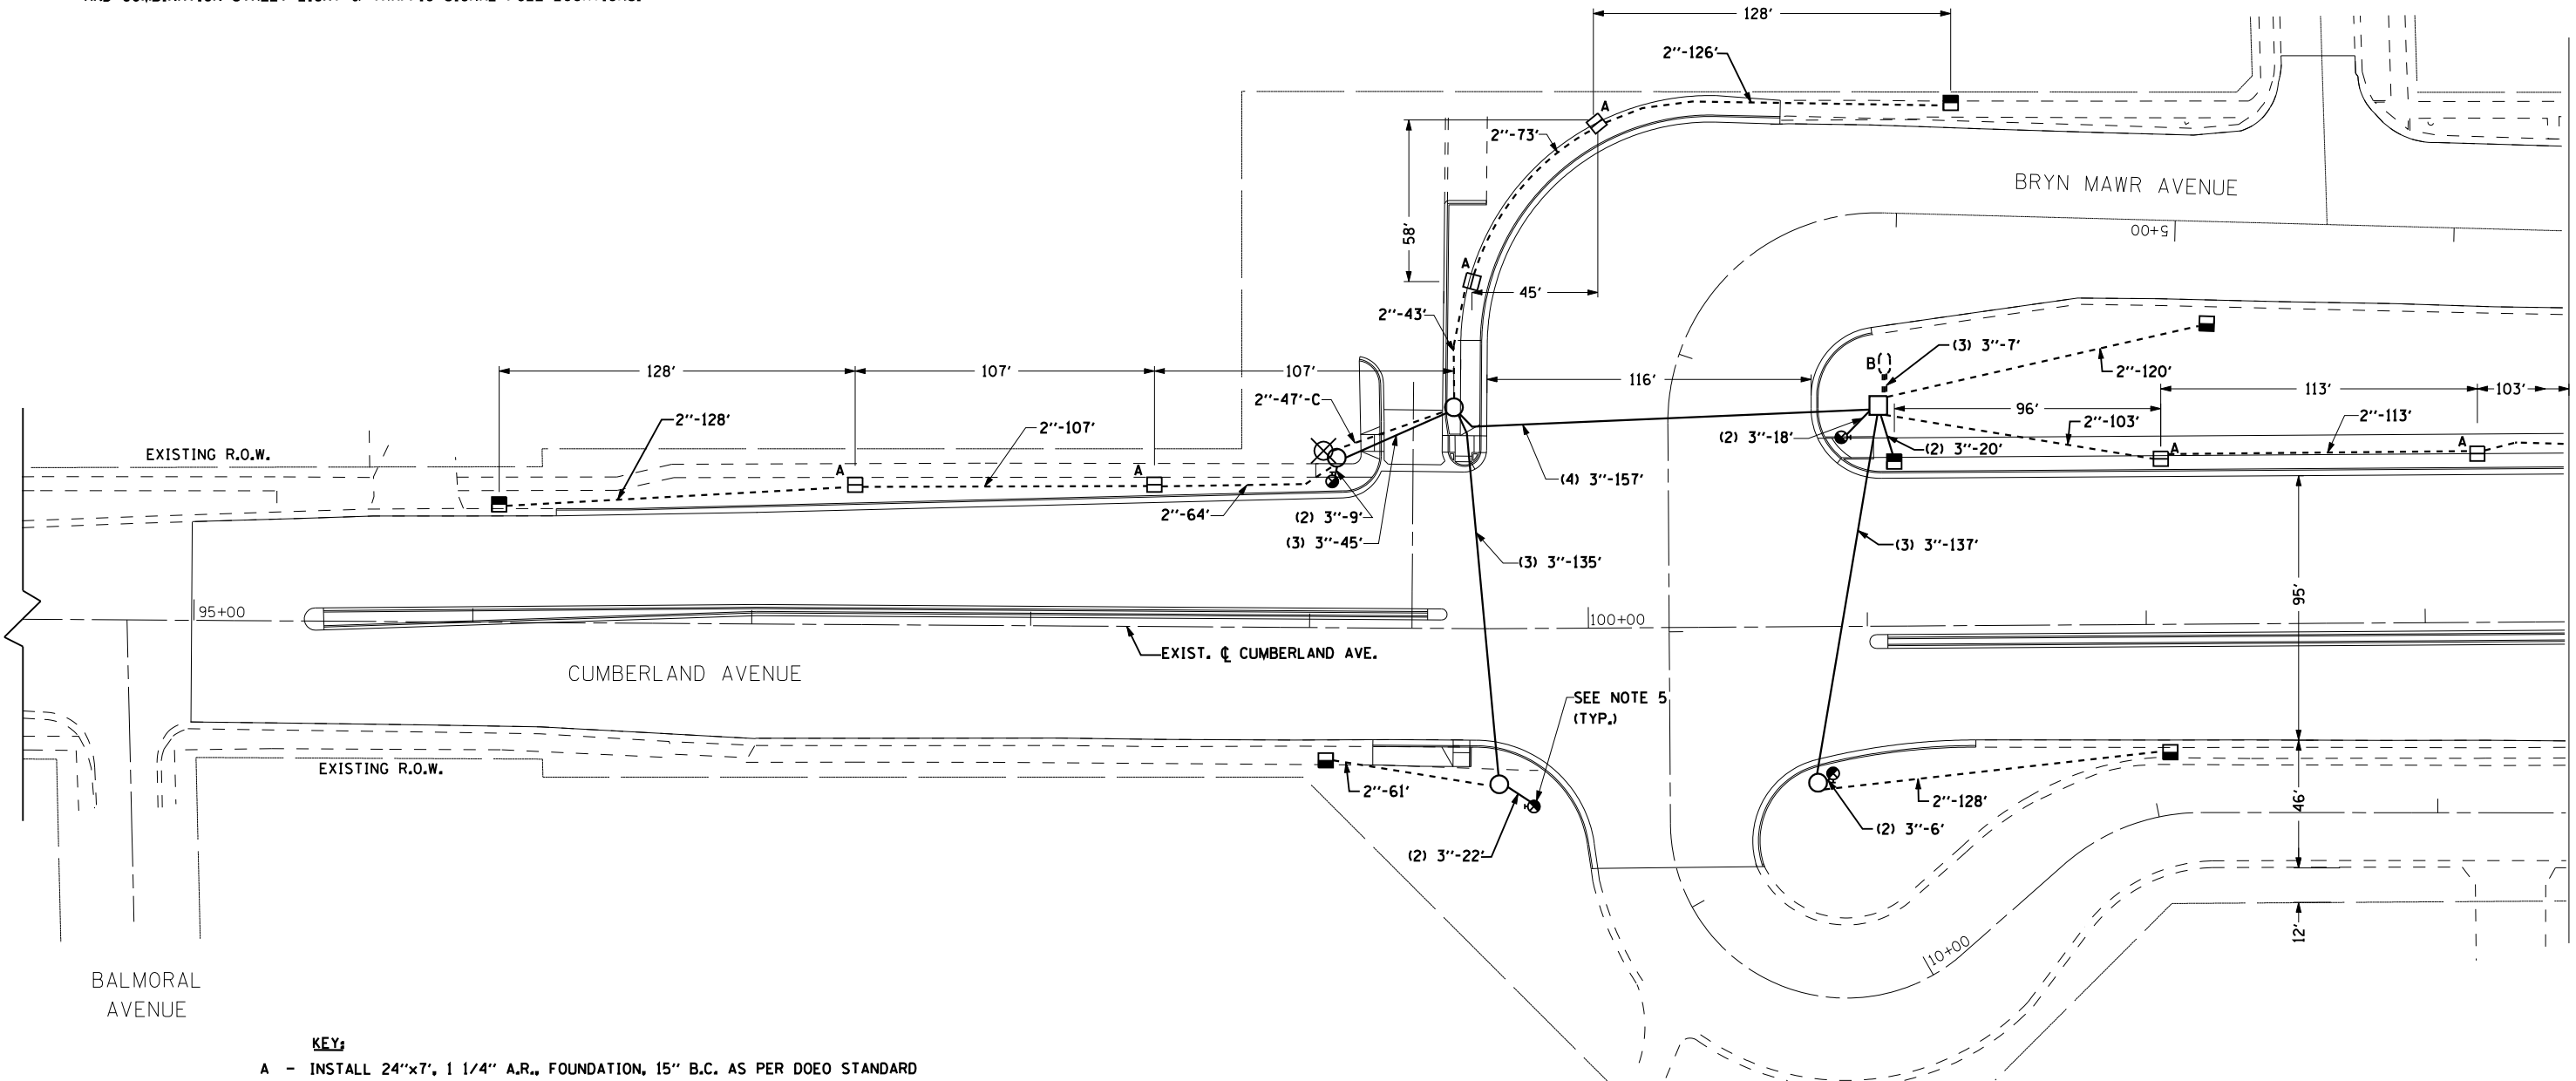 128'
2"-126'
A
2"-73'
BRYN MAWR AVENUE
5+00
58'
A
45'
2"-43'
(3) 3"-7'
B
128'
107'
107'
116'
2"-120'
113'
103'
2"-47'-C
96'
2"-113'
2"-128'
2"-107'
2"-103'
(2) 3"-18'
(2) 3"-20'
EXISTING R.O.W.
A
A
A
A
(4) 3"-157'
2"-64'
(2) 3"-9'
(3) 3"-45'
(3) 3"-137'
(3) 3"-135'
95'
95+00
100+00
EXIST. ℄ CUMBERLAND AVE.
CUMBERLAND AVENUE
SEE NOTE 5
(TYP.)
EXISTING R.O.W.
2"-61'
2"-128'
46'
(2) 3"-6'
(2) 3"-22'
12'
10+00
BALMORAL
AVENUE
KEY:
A - INSTALL 24"x7', 1 1/4" A.R., FOUNDATION, 15" B.C. AS PER DOEO STANDARD